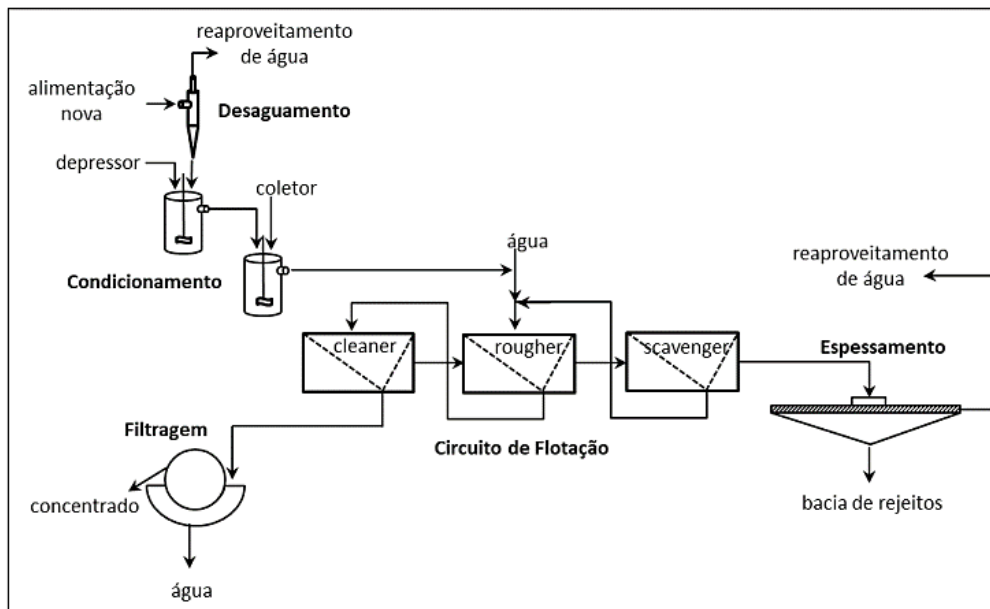 reaproveitamento
de água
alimentação
nova
Desaguamento
depressor
coletor
água
reaproveitamento
de água
Condicionamento
cleaner
rougher
scavenger
Espessamento
Filtragem
Circuito de Flotação
concentrado
bacia de rejeitos
água